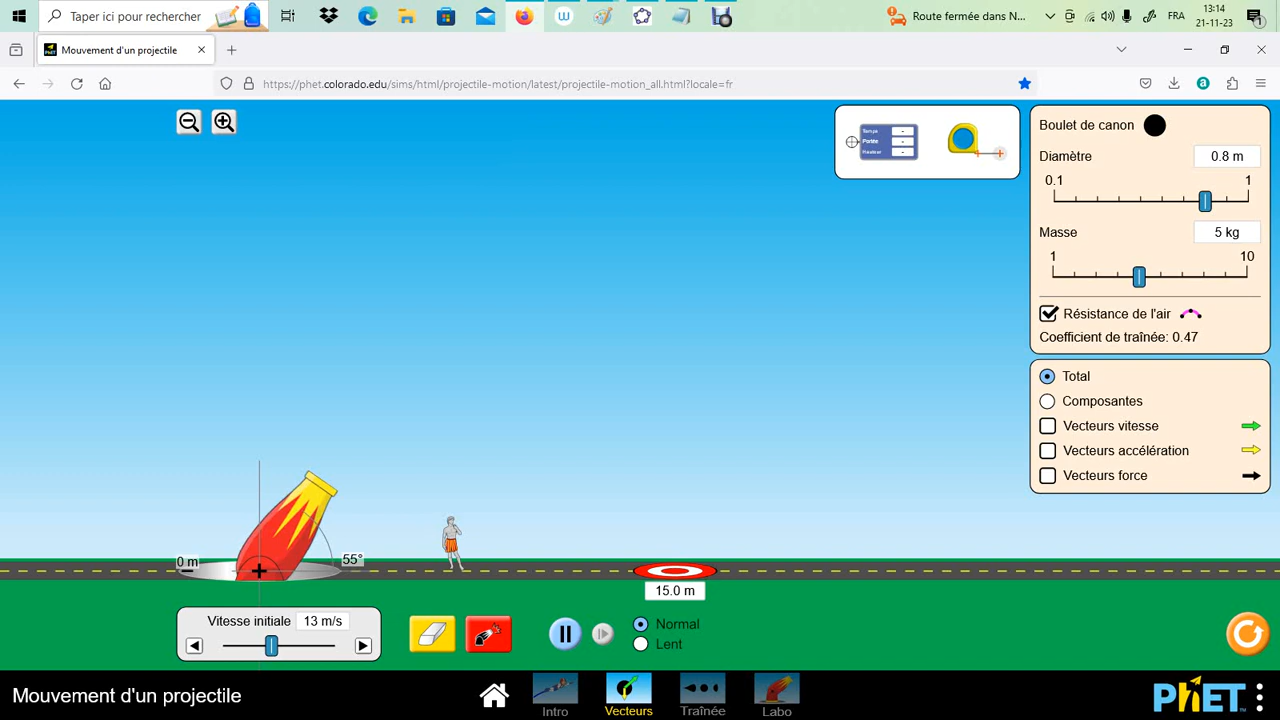 Taper ici pour rechercher
Route fermée dans N...
FRA
13:14
21-11-23
1
Mouvement d'un projectile
https://phet.colorado.edu/sims/html/projectile-motion/latest/projectile-motion_all.html?locale=fr
Temps -
Portée -
Hauteur -
Boulet de canon
Diamètre 0.8 m
0.1 1
Masse 5 kg
1 10
Résistance de l'air
Coefficient de traînée: 0.47
Total
Composantes
Vecteurs vitesse
Vecteurs accélération
Vecteurs force
0 m
55°
15.0 m
Vitesse initiale 13 m/s
Normal
Lent
Mouvement d'un projectile
Intro
Vecteurs
Traînée
Labo
PhET